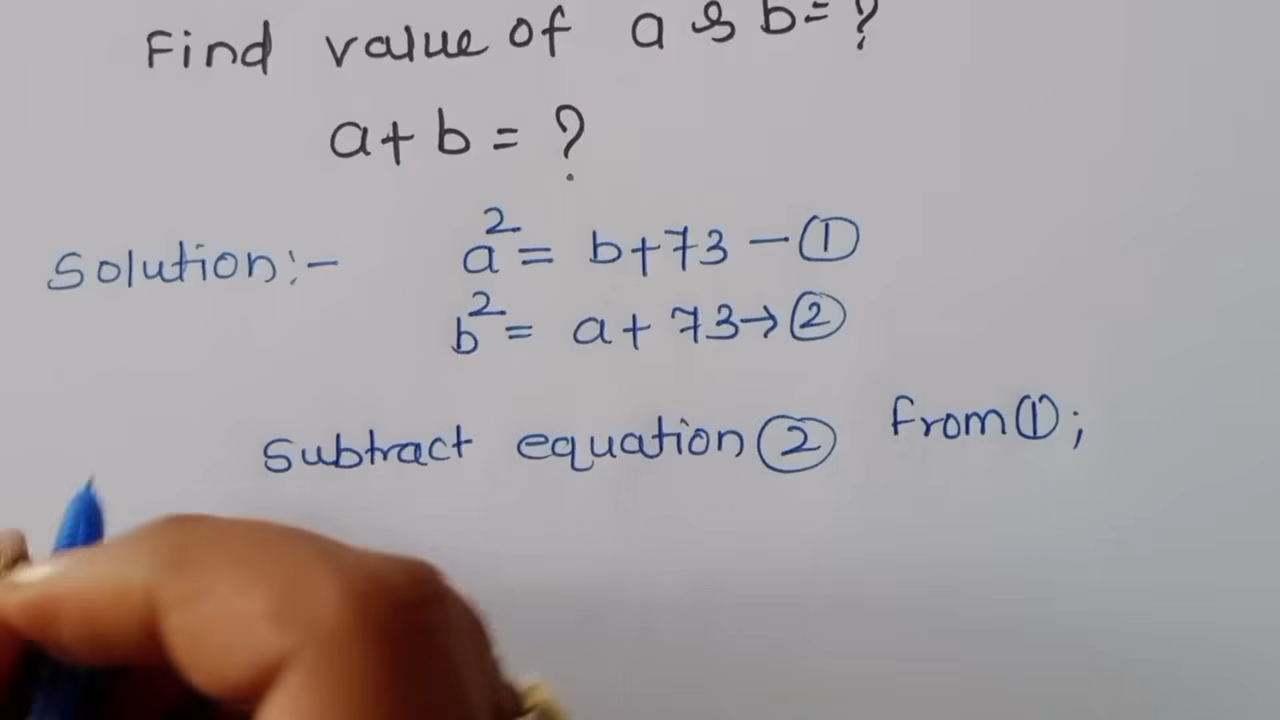 Find value of a & b = ?
a + b = ?
Solution:- a² = b + 73 — ①
b² = a + 73 → ②
Subtract equation ② from ①;